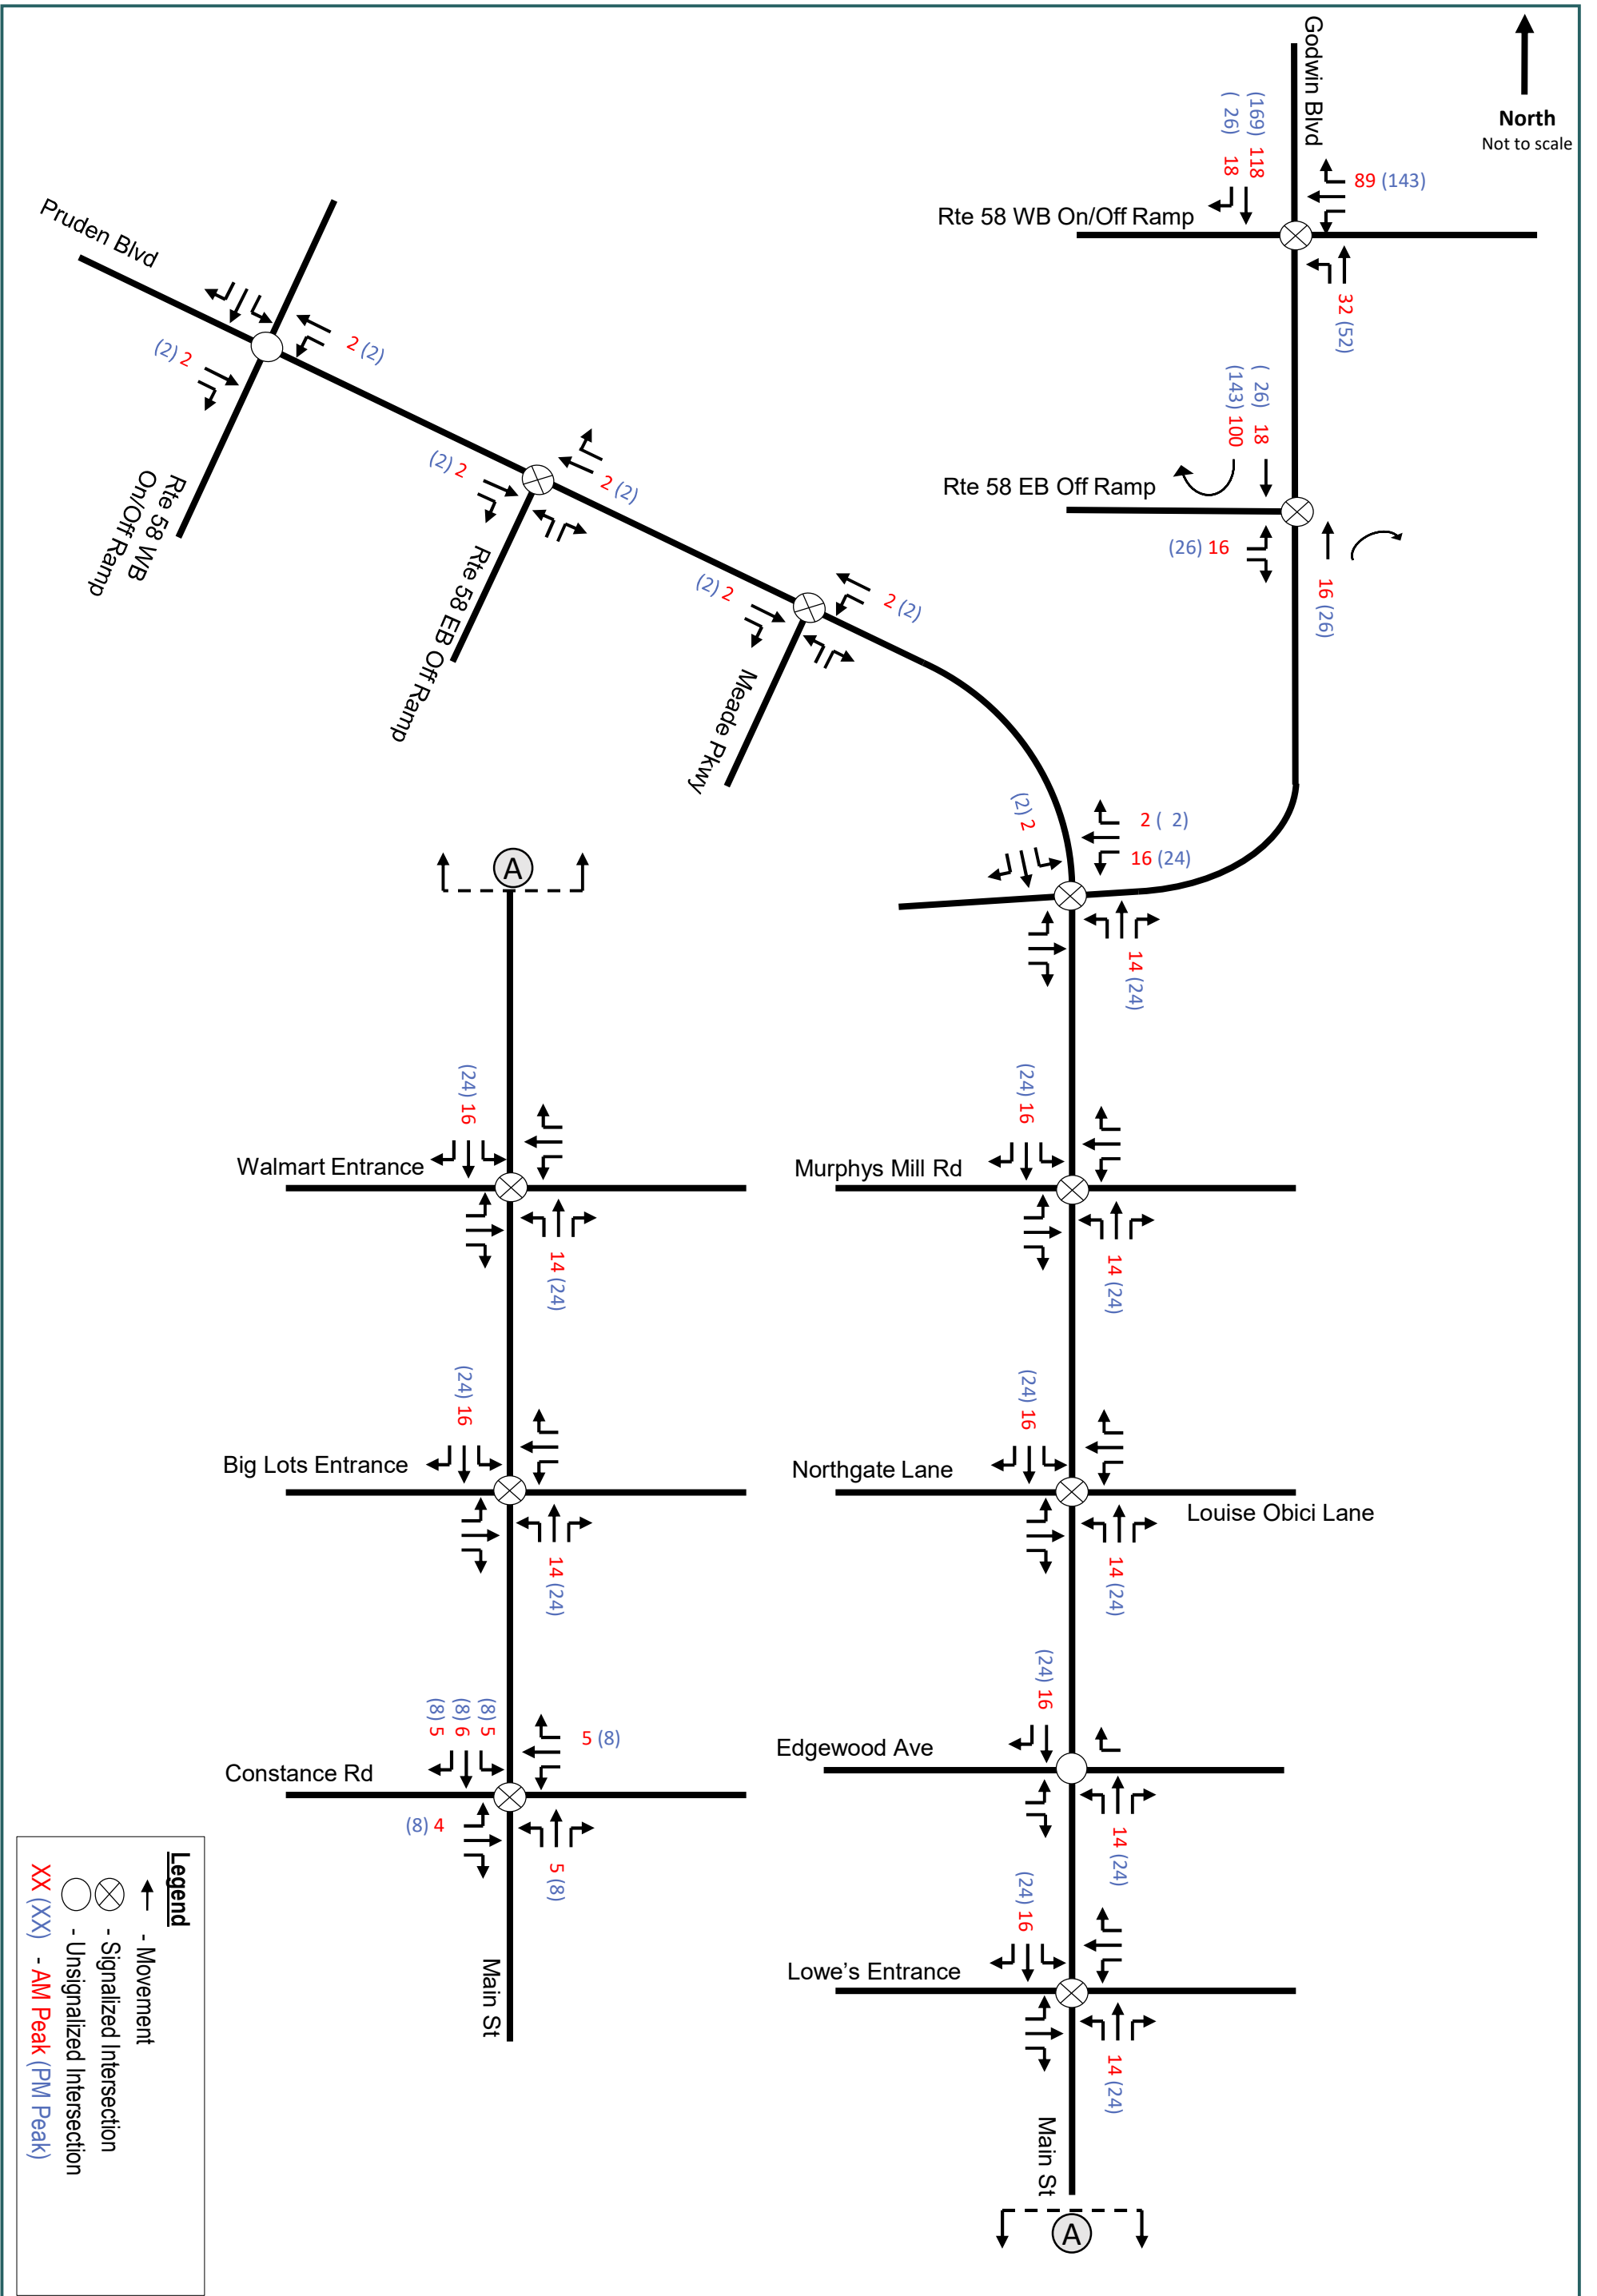 North
Not to scale
Godwin Blvd
(169) 118
( 26) 18
89 (143)
Rte 58 WB On/Off Ramp
32 (52)
( 26) 18
(143) 100
Rte 58 EB Off Ramp
(26) 16
16 (26)
Pruden Blvd
2 (2)
(2) 2
Rte 58 WB
On/Off Ramp
(2) 2
2 (2)
Rte 58 EB Off Ramp
(2) 2
2 (2)
Meade Pkwy
(2) 2
2 ( 2)
16 (24)
14 (24)
(24) 16
Murphys Mill Rd
14 (24)
(24) 16
Northgate Lane
Louise Obici Lane
14 (24)
(24) 16
Edgewood Ave
14 (24)
(24) 16
Lowe's Entrance
14 (24)
Main St
A
A
(24) 16
Walmart Entrance
14 (24)
(24) 16
Big Lots Entrance
14 (24)
(8) 5
(8) 6
(8) 5
5 (8)
Constance Rd
(8) 4
5 (8)
Main St
Legend
- Movement
- Signalized Intersection
- Unsignalized Intersection
XX (XX) - AM Peak (PM Peak)